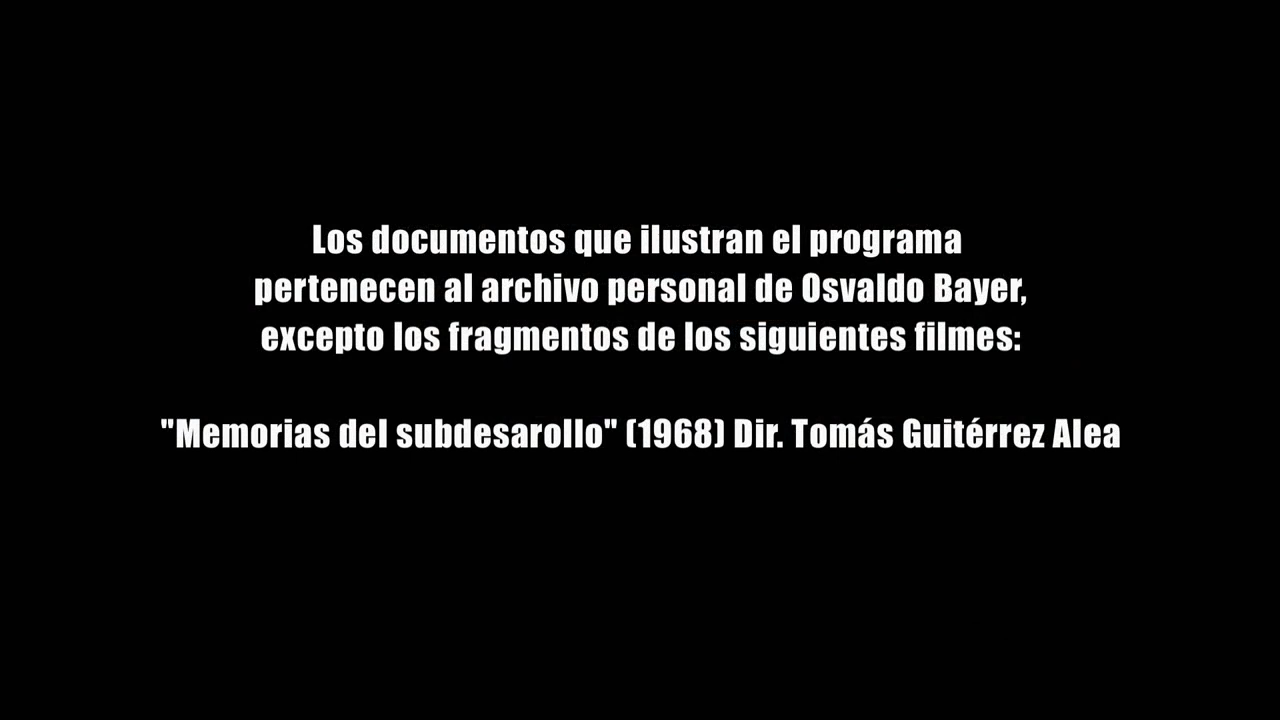 Los documentos que ilustran el programa
pertenecen al archivo personal de Osvaldo Bayer,
excepto los fragmentos de los siguientes filmes:
"Memorias del subdesarollo" (1968) Dir. Tomás Guitérrez Alea